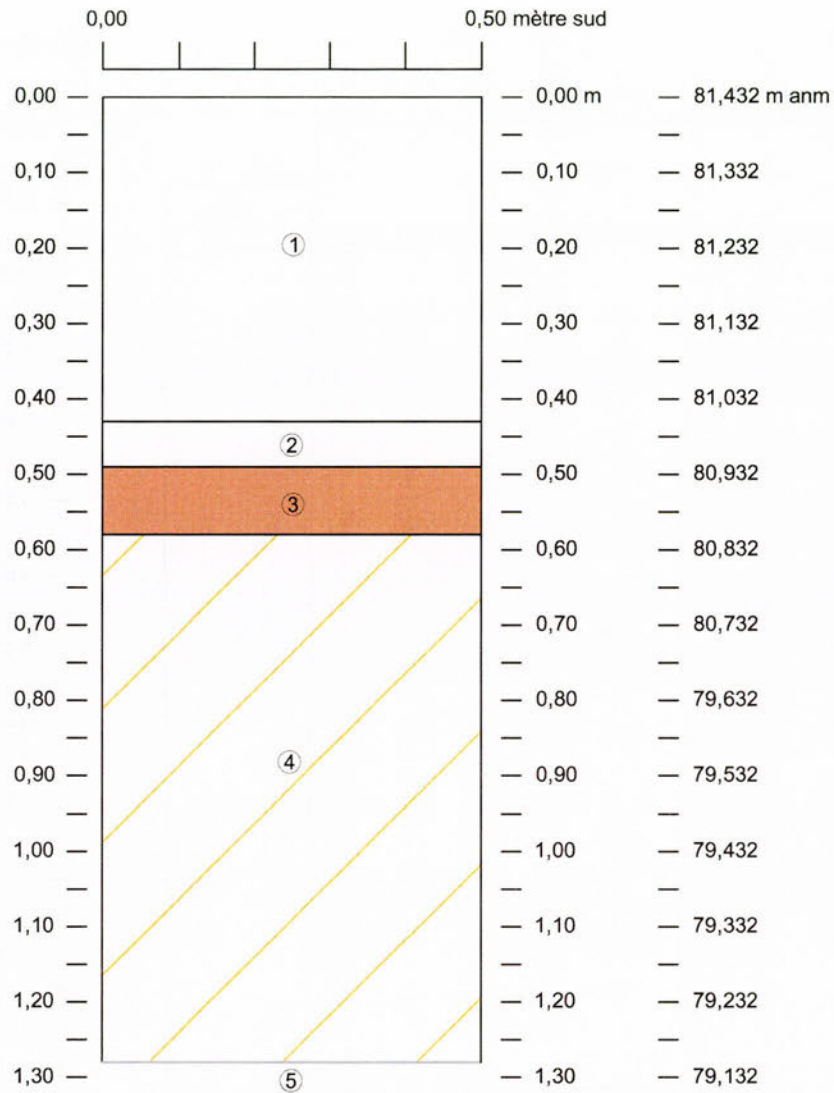 0,00 0,50 mètre sud
0,00 0,00 m 81,432 m anm
0,10 0,10 81,332
0,20 1 0,20 81,232
0,30 0,30 81,132
0,40 0,40 81,032
2
0,50 0,50 80,932
3
0,60 0,60 80,832
0,70 0,70 80,732
0,80 0,80 79,632
4
0,90 0,90 79,532
1,00 1,00 79,432
1,10 1,10 79,332
1,20 1,20 79,232
1,30 5 1,30 79,132